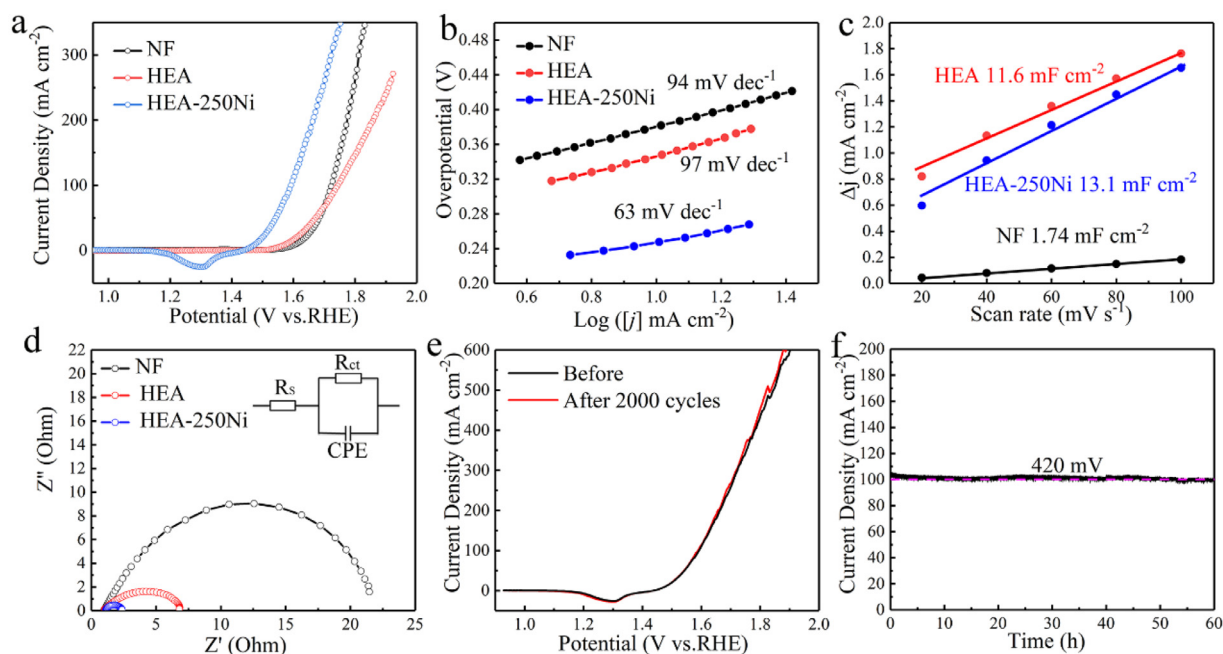 a
NF
HEA
HEA-250Ni
Current Density (mA cm-2)
350
300
200
100
0
1.0
1.2
1.4
1.6
1.8
2.0
Potential (V vs.RHE)
b
NF
HEA
HEA-250Ni
94 mV dec-1
97 mV dec-1
63 mV dec-1
Overpotential (V)
0.48
0.44
0.40
0.36
0.32
0.28
0.24
0.20
0.6
0.8
1.0
1.2
1.4
Log ([j] mA cm-2)
c
HEA 11.6 mF cm-2
HEA-250Ni 13.1 mF cm-2
NF 1.74 mF cm-2
Δj (mA cm-2)
2.0
1.8
1.6
1.4
1.2
1.0
0.8
0.6
0.4
0.2
0.0
20
40
60
80
100
Scan rate (mV s-1)
d
NF
HEA
HEA-250Ni
Rs
Rct
CPE
Z'' (Ohm)
22
20
18
16
14
12
10
8
6
4
2
0
0
5
10
15
20
25
Z' (Ohm)
e
Before
After 2000 cycles
Current Density (mA cm-2)
600
500
400
300
200
100
0
1.0
1.2
1.4
1.6
1.8
2.0
Potential (V vs.RHE)
f
420 mV
Current Density (mA cm-2)
200
180
160
140
120
100
80
60
40
20
0
0
10
20
30
40
50
60
Time (h)